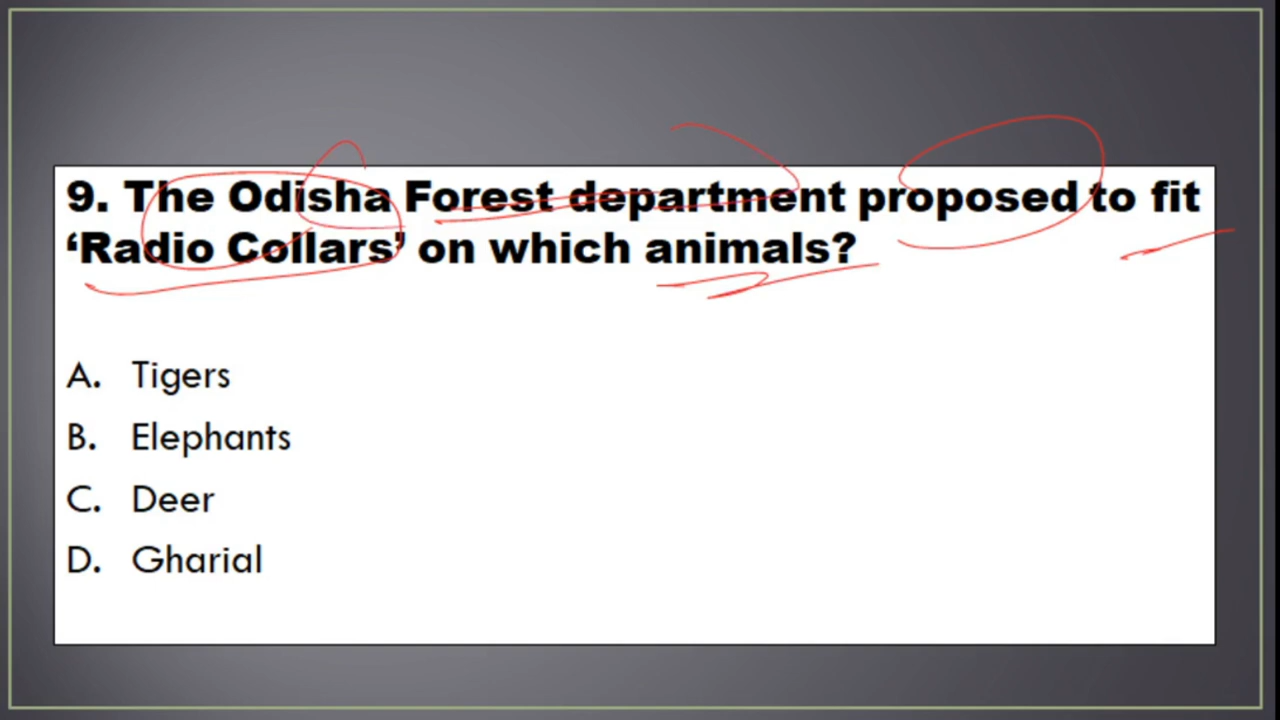 9. The Odisha Forest department proposed to fit
‘Radio Collars’ on which animals?
A. Tigers
B. Elephants
C. Deer
D. Gharial